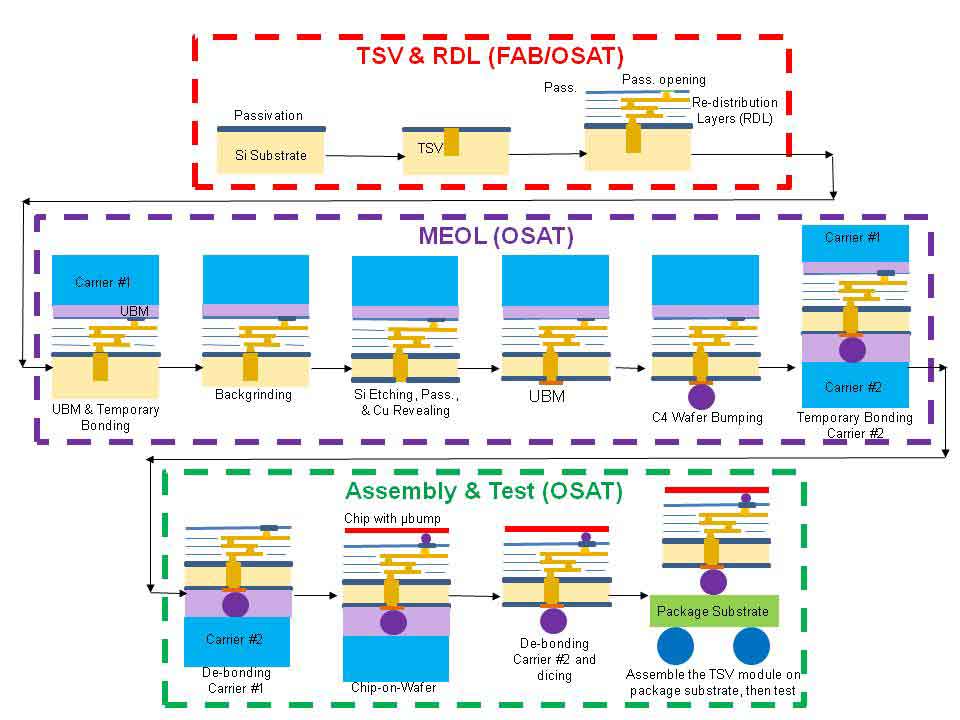 TSV & RDL (FAB/OSAT)
Passivation
Si Substrate
TSV
Pass.
Pass. opening
Re-distribution
Layers (RDL)
MEOL (OSAT)
Carrier #1
UBM
UBM & Temporary
Bonding
Backgrinding
Si Etching, Pass.,
& Cu Revealing
UBM
C4 Wafer Bumping
Carrier #1
Carrier #2
Temporary Bonding
Carrier #2
Assembly & Test (OSAT)
Carrier #2
De-bonding
Carrier #1
Chip with µbump
Chip-on-Wafer
De-bonding
Carrier #2 and
dicing
Package Substrate
Assemble the TSV module on
package substrate, then test